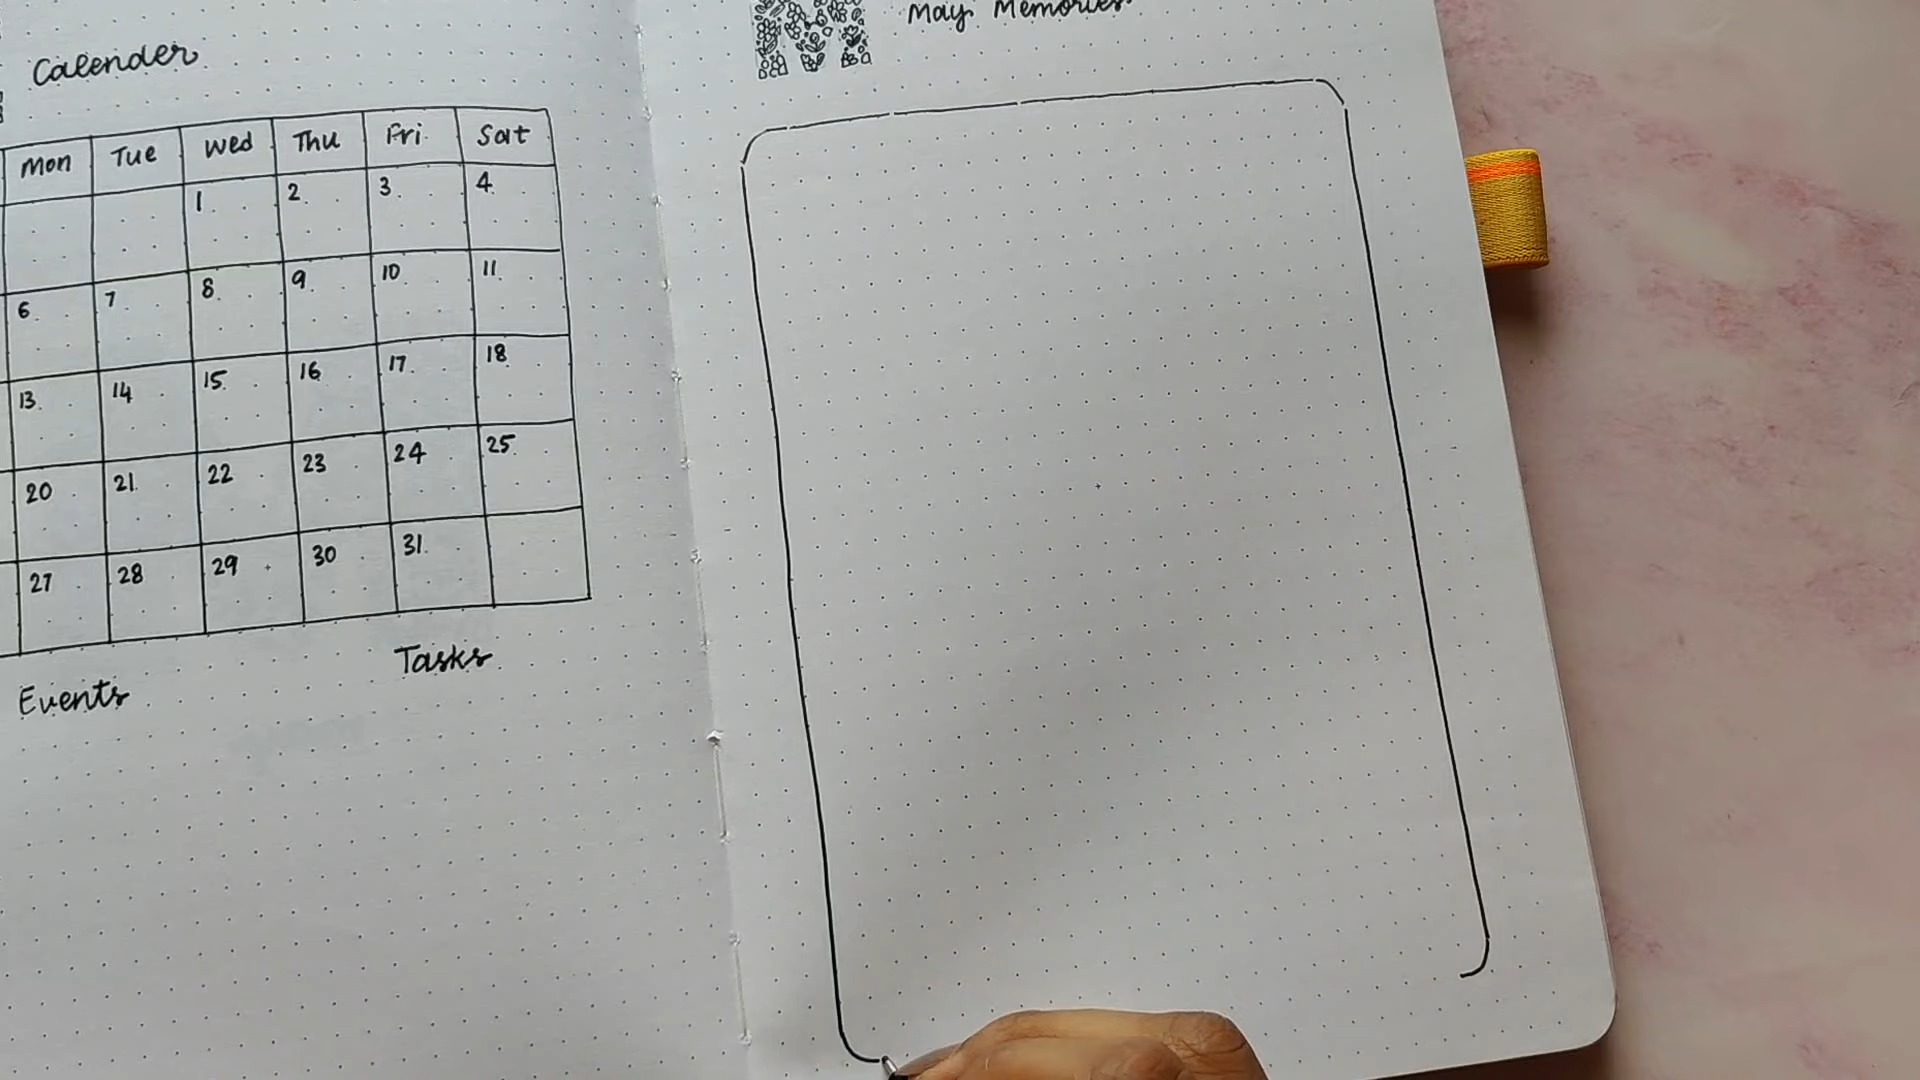 Calender
Mon Tue Wed Thu Fri Sat
1 2 3 4
6 7 8 9 10 11
13 14 15 16 17 18
20 21 22 23 24 25
27 28 29 30 31
Events
Tasks
M May Memories